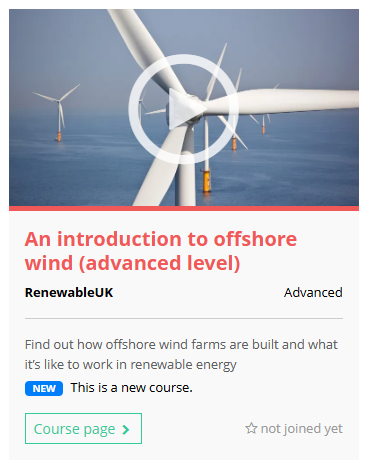 An introduction to offshore
wind (advanced level)
RenewableUK Advanced
Find out how offshore wind farms are built and what
it's like to work in renewable energy
NEW This is a new course.
Course page
not joined yet